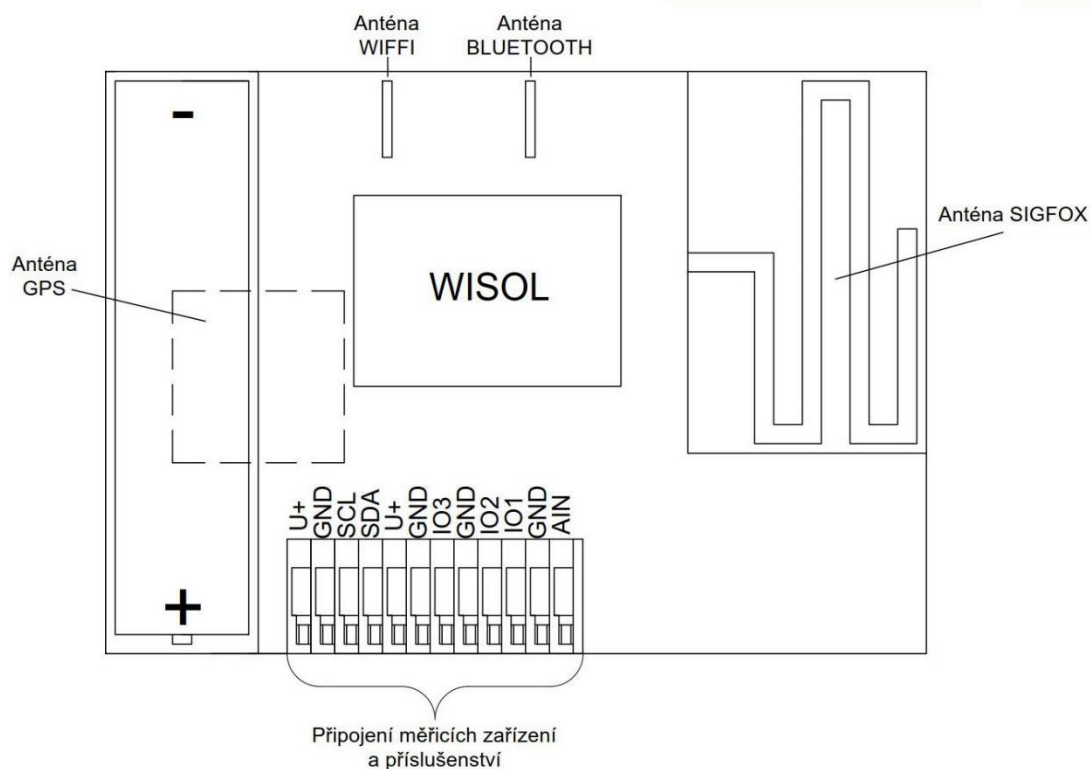 Anténa
WIFFI
Anténa
BLUETOOTH
-
Anténa SIGFOX
Anténa
GPS
WISOL
U+
GND
SCL
SDA
U+
GND
IO3
GND
IO2
IO1
GND
AIN
+
Připojení měřicích zařízení
a příslušenství